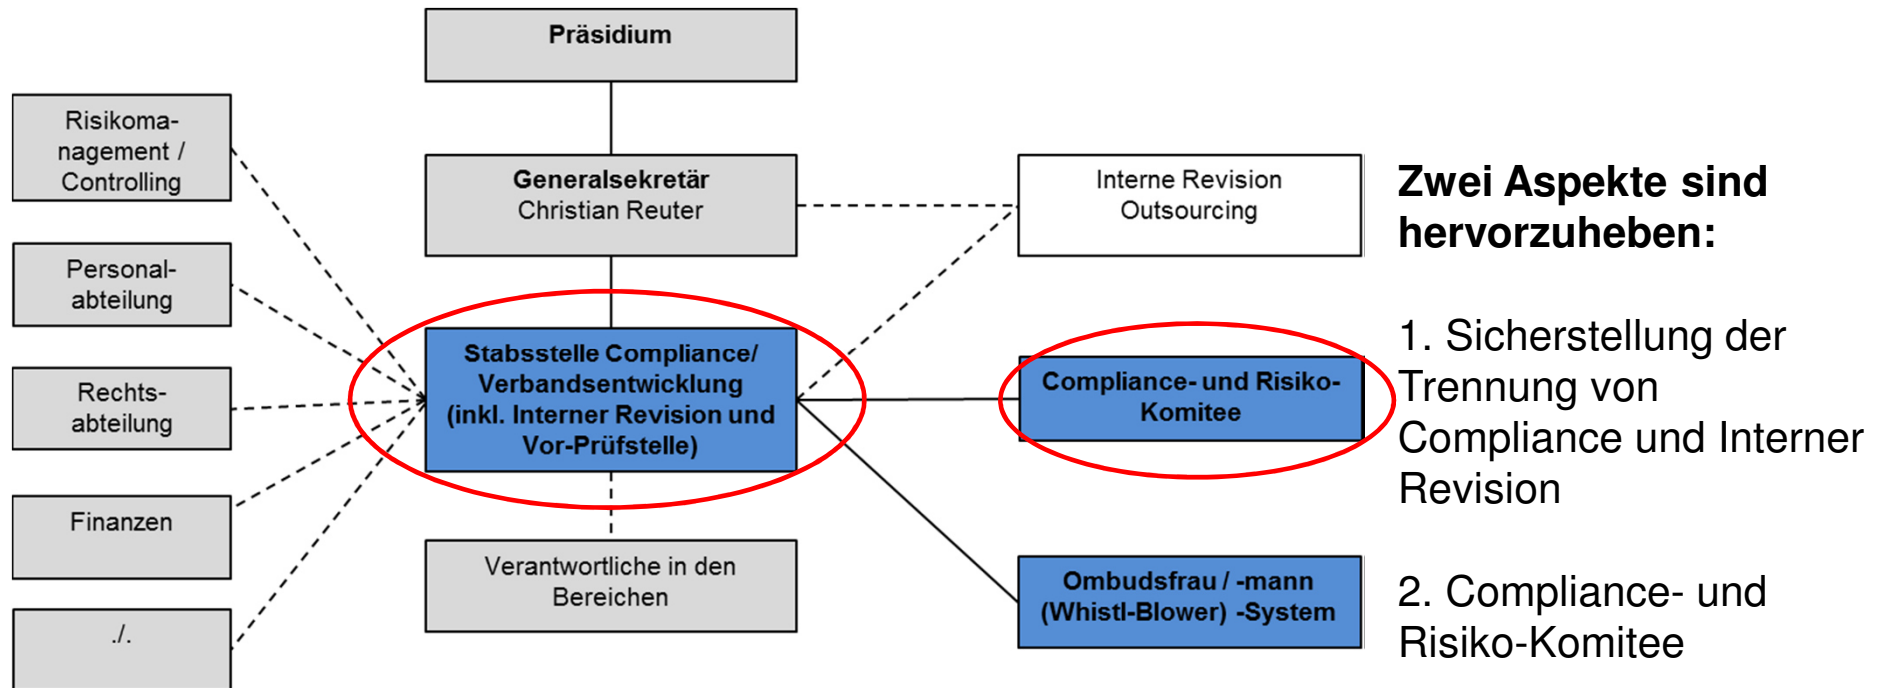 Präsidium
Risikoma-
nagement /
Controlling
Generalsekretär
Christian Reuter
Interne Revision
Outsourcing
Personal-
abteilung
Rechts-
abteilung
Finanzen
./.
Stabsstelle Compliance/
Verbandsentwicklung
(inkl. Interner Revision und
Vor-Prüfstelle)
Compliance- und Risiko-
Komitee
Verantwortliche in den
Bereichen
Ombudsfrau / -mann
(Whistl-Blower) -System
Zwei Aspekte sind
hervorzuheben:
1. Sicherstellung der
Trennung von
Compliance und Interner
Revision
2. Compliance- und
Risiko-Komitee